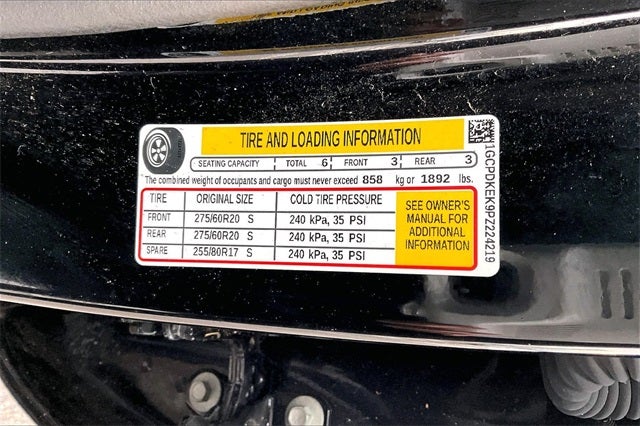 TIRE AND LOADING INFORMATION
SEATING CAPACITY TOTAL 6 FRONT 3 REAR 3
The combined weight of occupants and cargo must never exceed 858 kg or 1892 lbs.
TIRE ORIGINAL SIZE COLD TIRE PRESSURE
FRONT 275/60R20 S 240 kPa, 35 PSI
REAR 275/60R20 S 240 kPa, 35 PSI
SPARE 255/80R17 S 240 kPa, 35 PSI
SEE OWNER'S
MANUAL FOR
ADDITIONAL
INFORMATION
1GCPDKEK9PZ224219